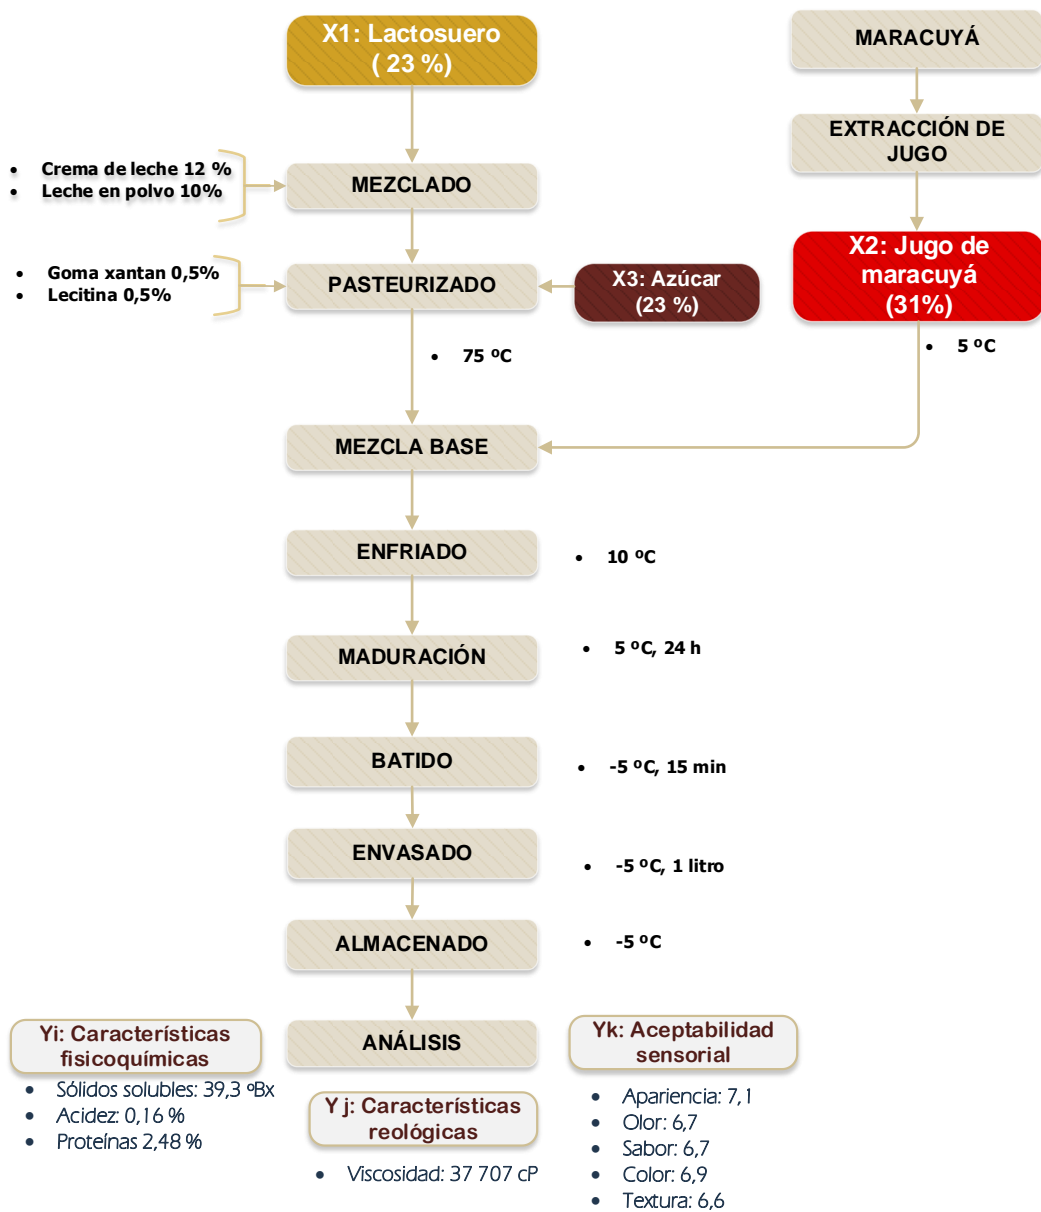 X1: Lactosuero
( 23 %)
MARACUYÁ
EXTRACCIÓN DE
JUGO
• Crema de leche 12 %
• Leche en polvo 10%
MEZCLADO
X2: Jugo de
maracuyá
(31%)
• Goma xantan 0,5%
• Lecitina 0,5%
PASTEURIZADO
X3: Azúcar
(23 %)
• 75 ºC
• 5 ºC
MEZCLA BASE
ENFRIADO
• 10 ºC
MADURACIÓN
• 5 ºC, 24 h
BATIDO
• -5 ºC, 15 min
ENVASADO
• -5 ºC, 1 litro
ALMACENADO
• -5 ºC
ANÁLISIS
Yi: Características
fisicoquímicas
• Sólidos solubles: 39,3 ºBx
• Acidez: 0,16 %
• Proteínas 2,48 %
Y j: Características
reológicas
• Viscosidad: 37 707 cP
Yk: Aceptabilidad
sensorial
• Apariencia: 7,1
• Olor: 6,7
• Sabor: 6,7
• Color: 6,9
• Textura: 6,6